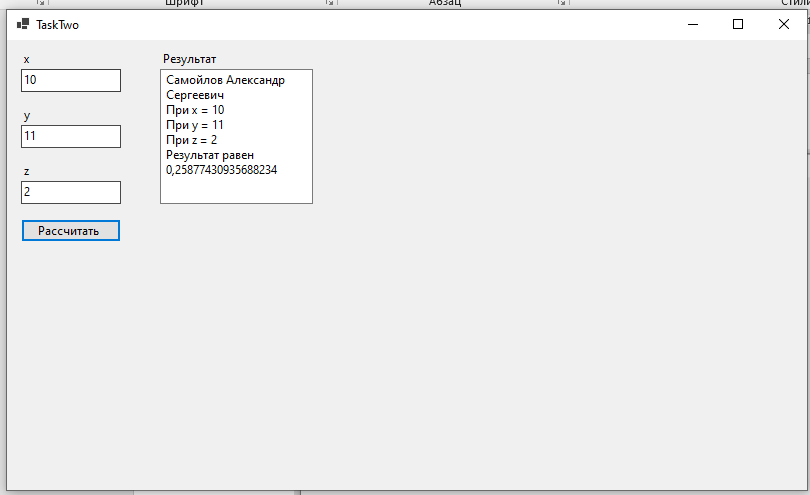 Шрифт
Абзац
Стили
TaskTwo
x
10
y
11
z
2
Рассчитать
Результат
Самойлов Александр
Сергеевич
При x = 10
При y = 11
При z = 2
Результат равен
0,25877430935688234